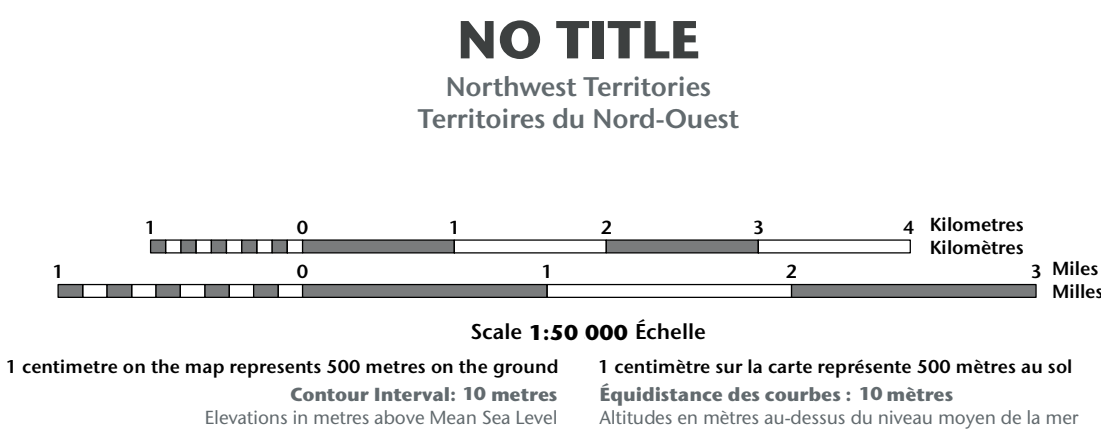 NO TITLE
Northwest Territories
Territoires du Nord-Ouest
1 0 1 2 3 4 Kilometres
Kilomètres
1 0 1 2 3 Miles
Milles
Scale 1:50 000 Échelle
1 centimetre on the map represents 500 metres on the ground
1 centimètre sur la carte représente 500 mètres au sol
Contour Interval: 10 metres
Équidistance des courbes : 10 mètres
Elevations in metres above Mean Sea Level
Altitudes en mètres au-dessus du niveau moyen de la mer